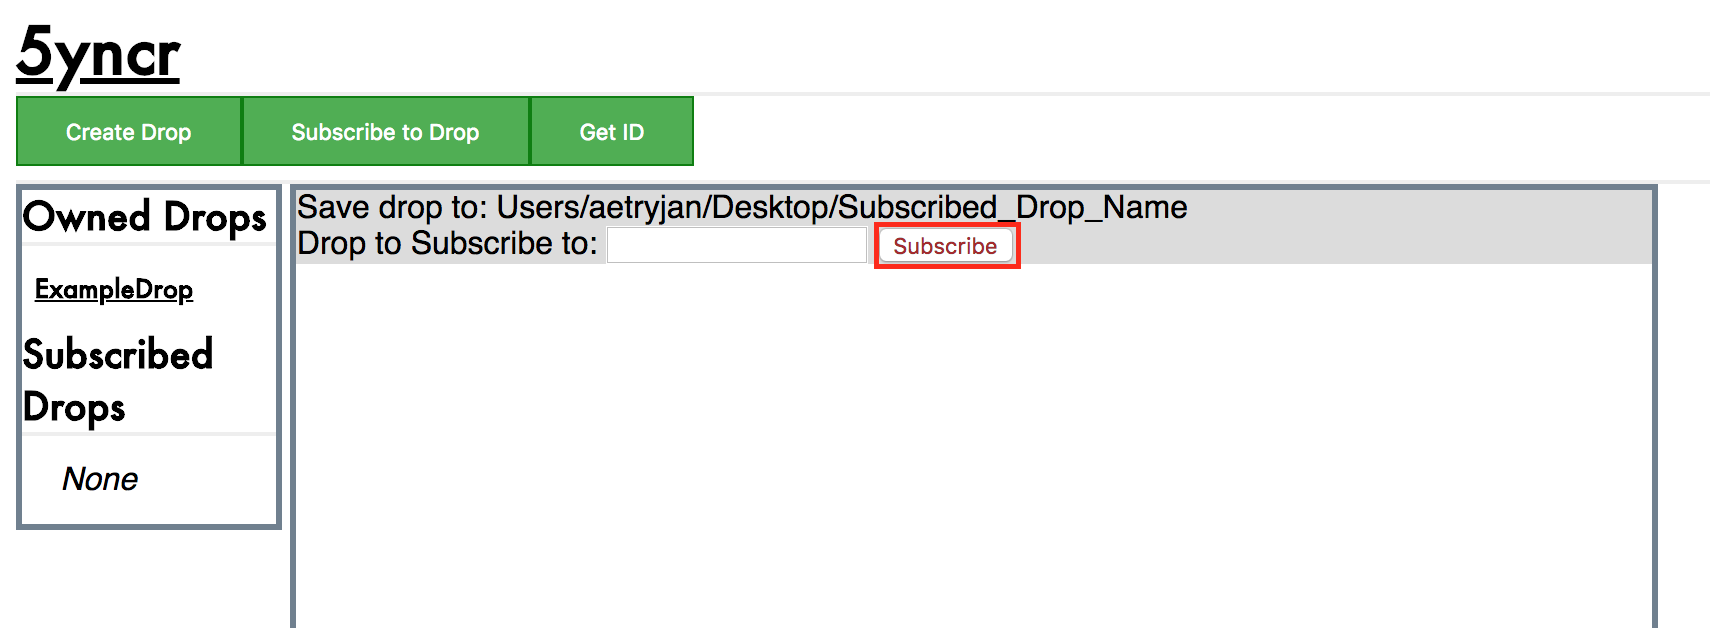 5yncr
Create Drop
Subscribe to Drop
Get ID
Owned Drops
ExampleDrop
Subscribed
Drops
None
Save drop to: Users/aetryjan/Desktop/Subscribed_Drop_Name
Drop to Subscribe to:
Subscribe